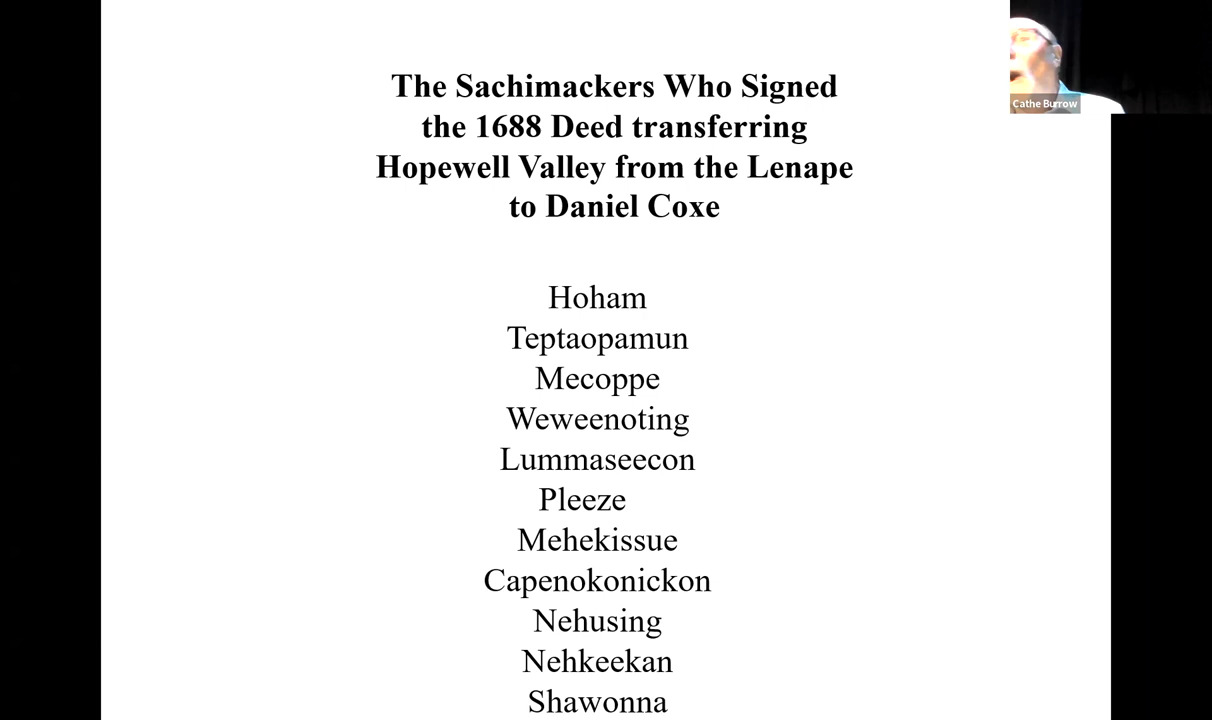 The Sachimackers Who Signed
the 1688 Deed transferring
Hopewell Valley from the Lenape
to Daniel Coxe
Cathe Burrow
Hoham
Teptaopamun
Mecoppe
Weweenoting
Lummaseecon
Pleeze
Mehekissue
Capenokonickon
Nehusing
Nehkeekan
Shawonna